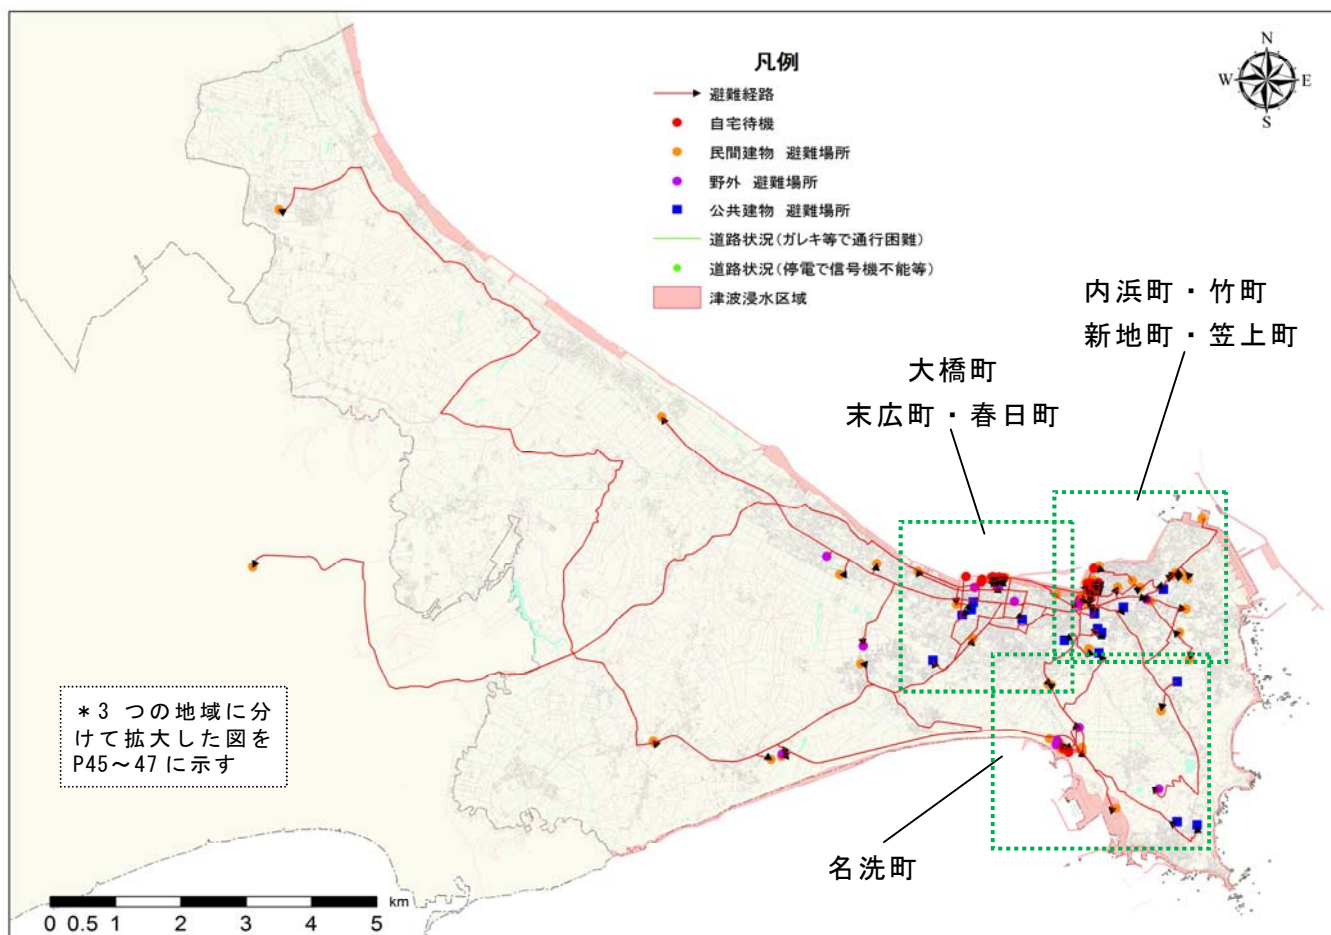 凡例
避難経路
自宅待機
民間建物 避難場所
野外 避難場所
公共建物 避難場所
道路状況(ガレキ等で通行困難)
道路状況(停電で信号機不能等)
津波浸水区域
N
W E
S
内浜町・竹町
新地町・笠上町
大橋町
末広町・春日町
名洗町
*3 つの地域に分
けて拡大した図を
P45~47 に示す
km
0 0.5 1 2 3 4 5